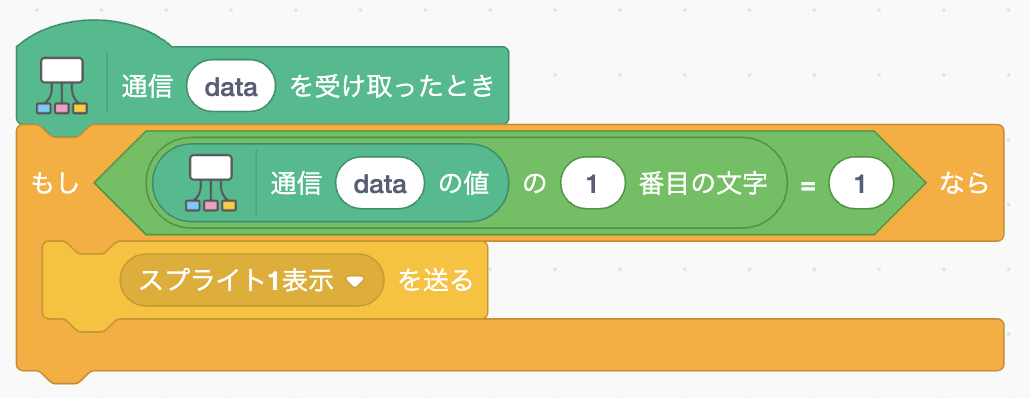 通信 data を受け取ったとき
もし 通信 data の値 の 1 番目の文字 = 1 なら
スプライト1表示 を送る